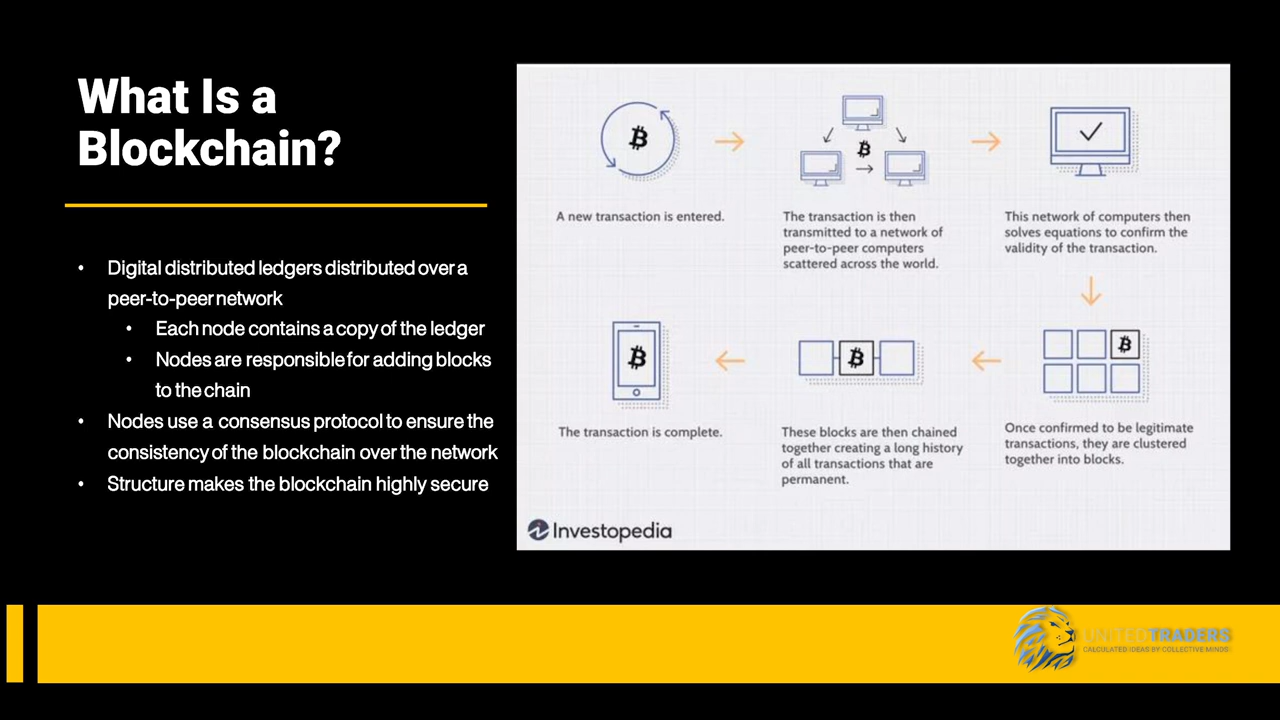 What Is a
Blockchain?
• Digital distributed ledgers distributed over a
peer-to-peer network
• Each node contains a copy of the ledger
• Nodes are responsible for adding blocks
to the chain
• Nodes use a consensus protocol to ensure the
consistency of the blockchain over the network
• Structure makes the blockchain highly secure
A new transaction is entered.
The transaction is then
transmitted to a network of
peer-to-peer computers
scattered across the world.
This network of computers then
solves equations to confirm the
validity of the transaction.
The transaction is complete.
These blocks are then chained
together creating a long history
of all transactions that are
permanent.
Once confirmed to be legitimate
transactions, they are clustered
together into blocks.
Investopedia
UNITEDTRADERS
CALCULATED IDEAS BY COLLECTIVE MINDS